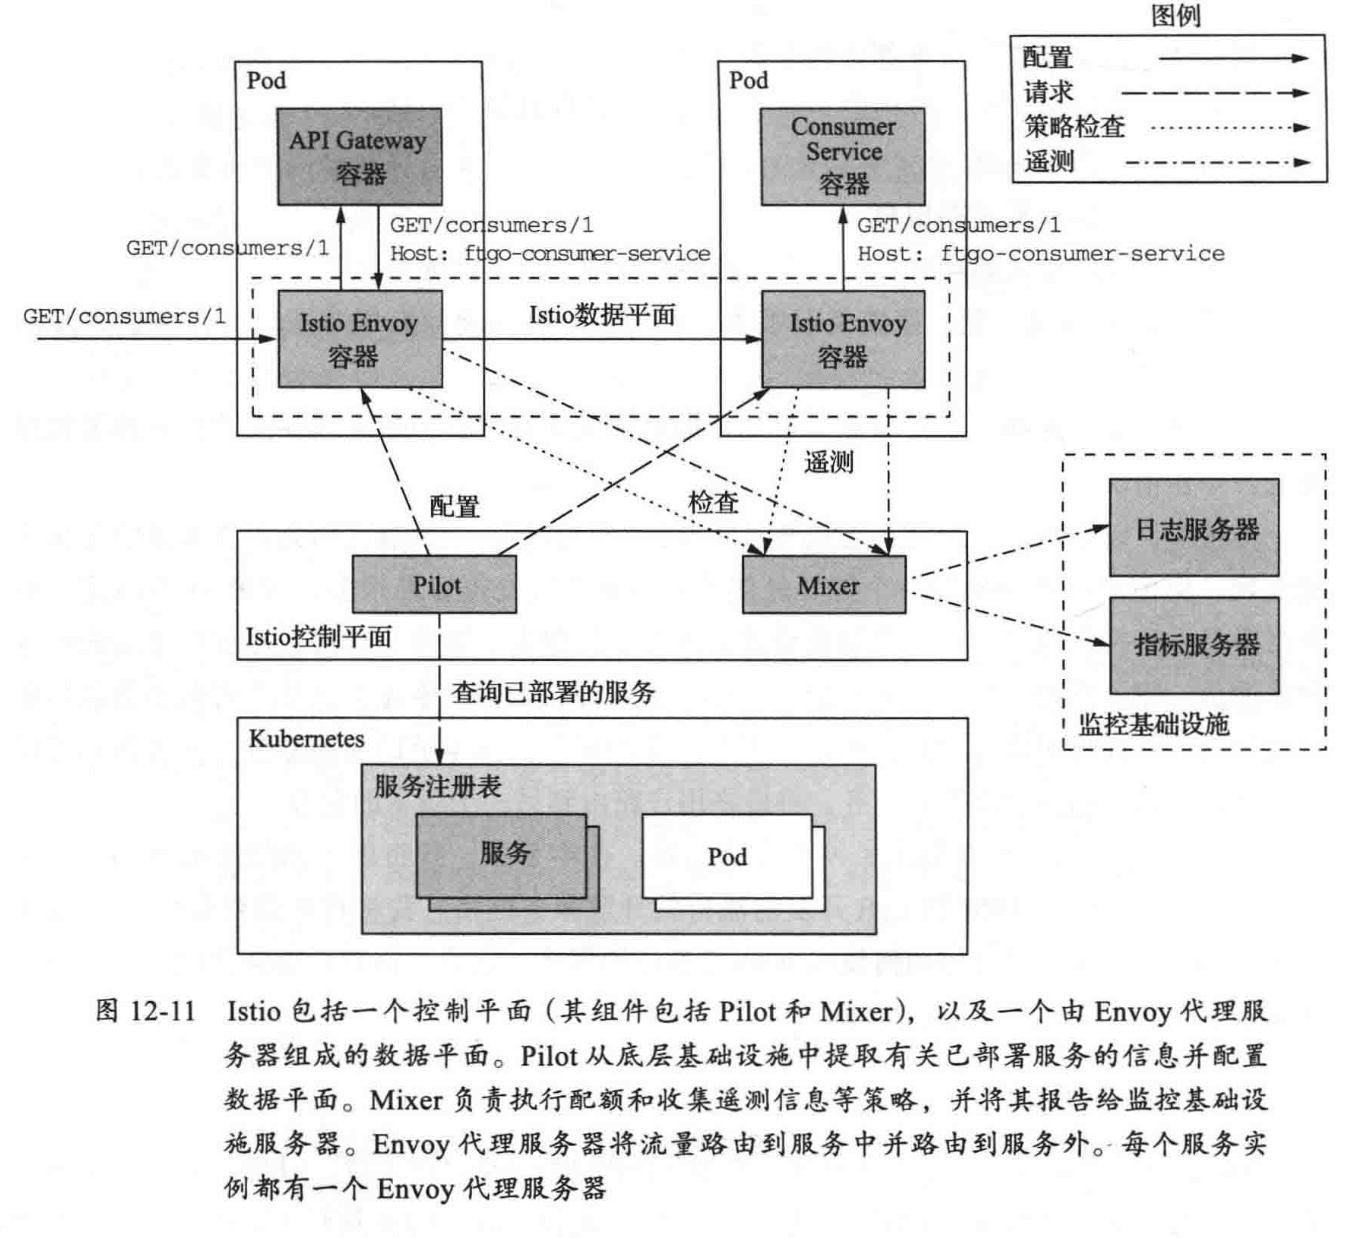 图例
配置
请求
策略检查
遥测
Pod
API Gateway
容器
GET/consumers/1
GET/consumers/1
Host: ftgo-consumer-service
GET/consumers/1
Istio Envoy
容器
Istio数据平面
Pod
Consumer
Service
容器
GET/consumers/1
Host: ftgo-consumer-service
Istio Envoy
容器
配置
检查
遥测
Pilot
Mixer
Istio控制平面
日志服务器
指标服务器
监控基础设施
查询已部署的服务
Kubernetes
服务注册表
服务
Pod
图 12-11 Istio 包括一个控制平面（其组件包括 Pilot 和 Mixer），以及一个由 Envoy 代理服
务器组成的数据平面。Pilot 从底层基础设施中提取有关已部署服务的信息并配置
数据平面。Mixer 负责执行配额和收集遥测信息等策略，并将其报告给监控基础设
施服务器。Envoy 代理服务器将流量路由到服务中并路由到服务外。每个服务实
例都有一个 Envoy 代理服务器